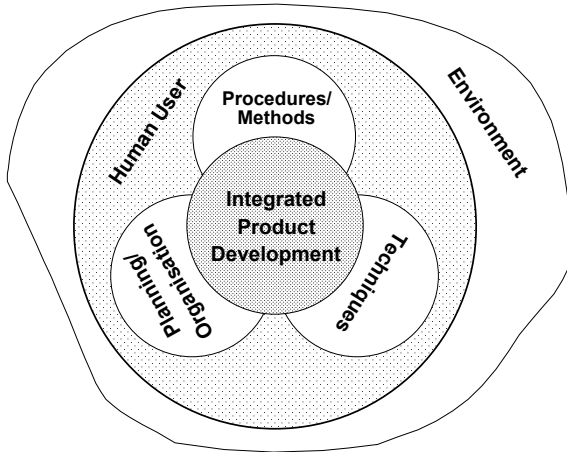 Human User
Environment
Procedures/
Methods
Integrated
Product
Development
Planning/
Organisation
Techniques